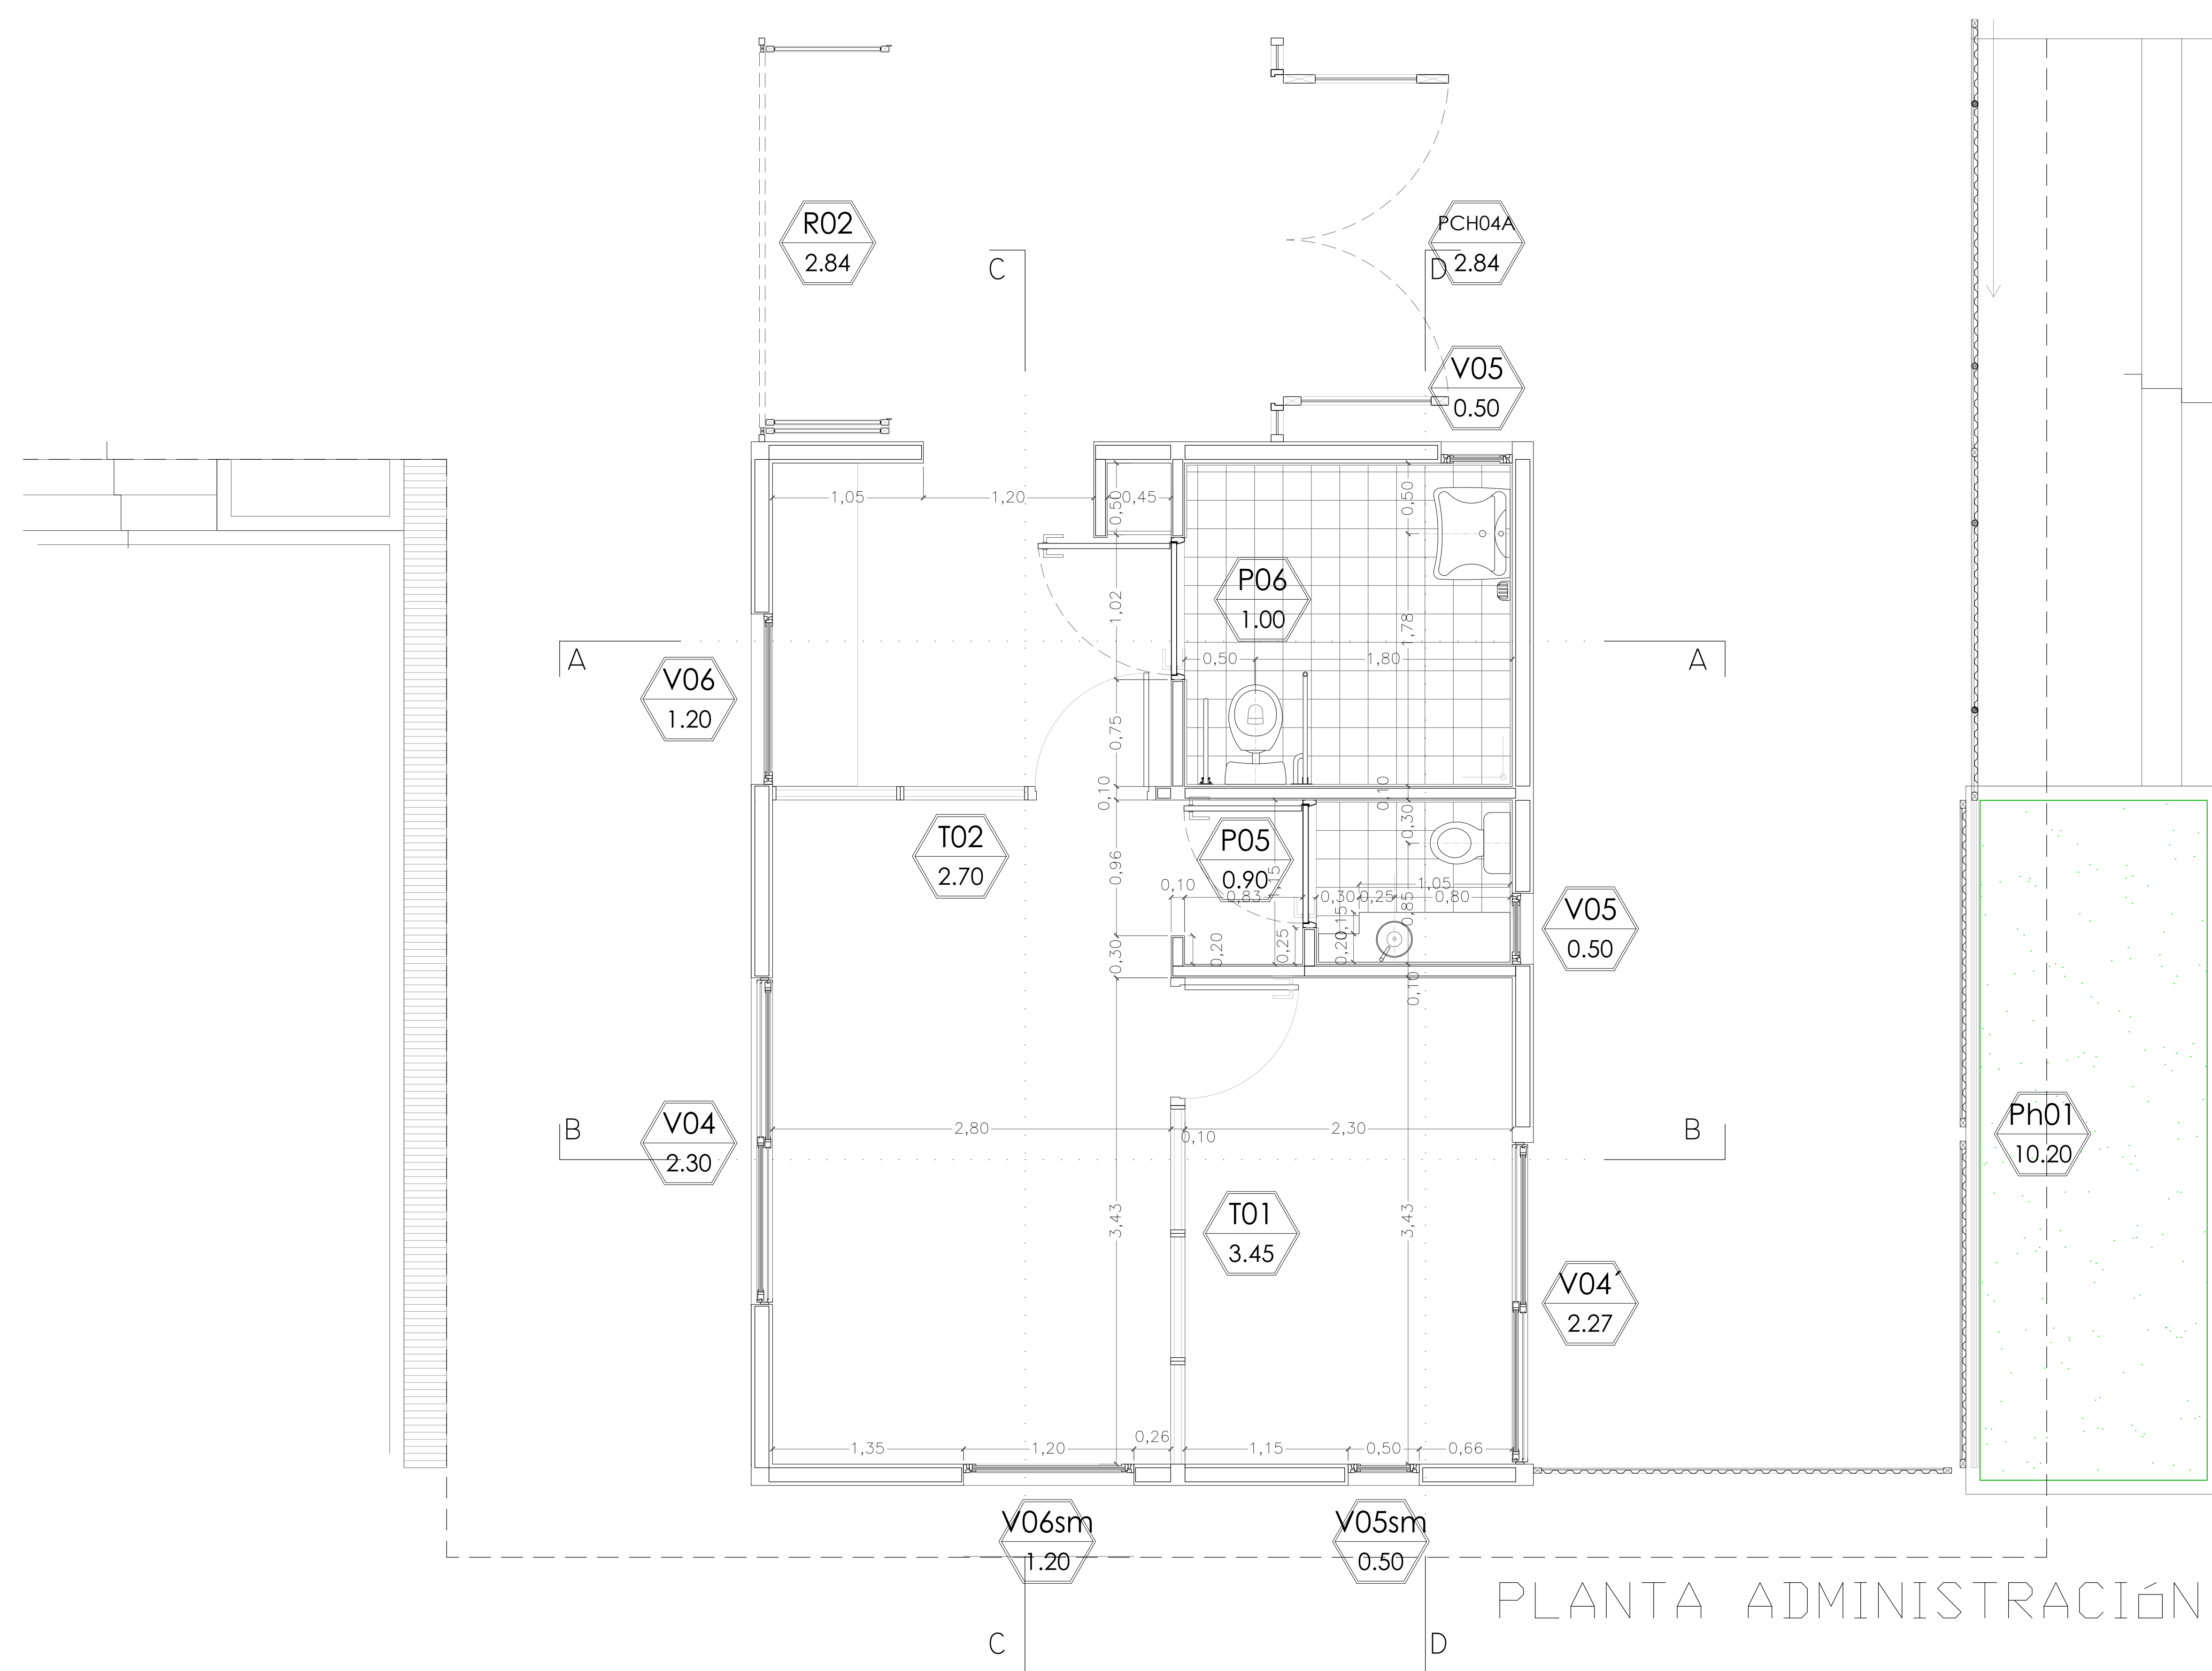 R02
2.84
PCH04A
2.84
C
D
V05
0.50
1,05
1,20
0,50
0,45
0,50
P06
1.00
1,02
1,78
A
A
0,50
1,80
V06
1.20
0,75
0,10
0,10
T02
2.70
P05
0.90
0,30
0,96
1,15
1,05
0,10
0,83
0,30
0,25
0,80
0,85
V05
0.50
0,15
0,20
0,30
0,20
0,25
0,10
V04
2.30
B
B
2,80
0,10
2,30
Ph01
10.20
3,43
3,43
T01
3.45
V04´
2.27
1,35
1,20
0,26
1,15
0,50
0,66
V06sm
1.20
V05sm
0.50
PLANTA ADMINISTRACIóN
C
D